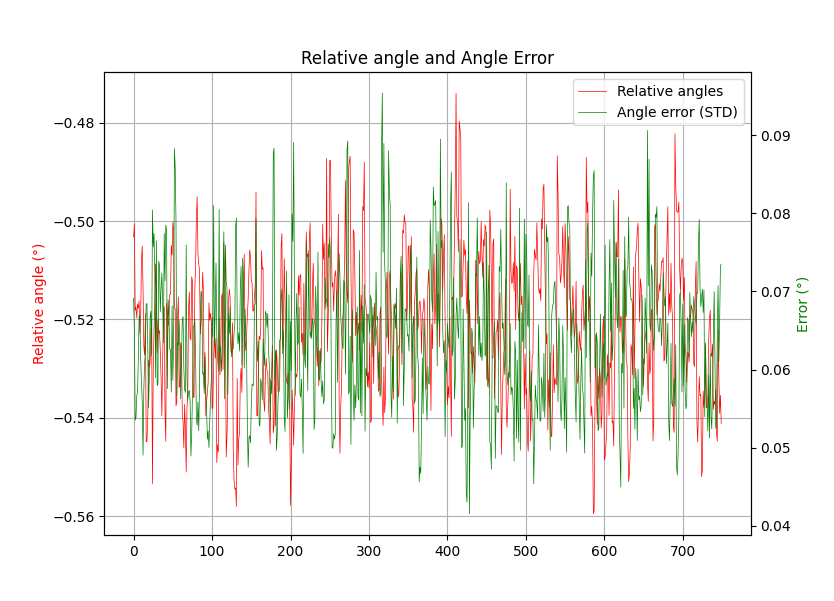 Relative angle and Angle Error
Relative angles
Angle error (STD)
Relative angle (°)
−0.48
−0.50
−0.52
−0.54
−0.56
0.09
0.08
0.07
0.06
0.05
0.04
Error (°)
0 100 200 300 400 500 600 700